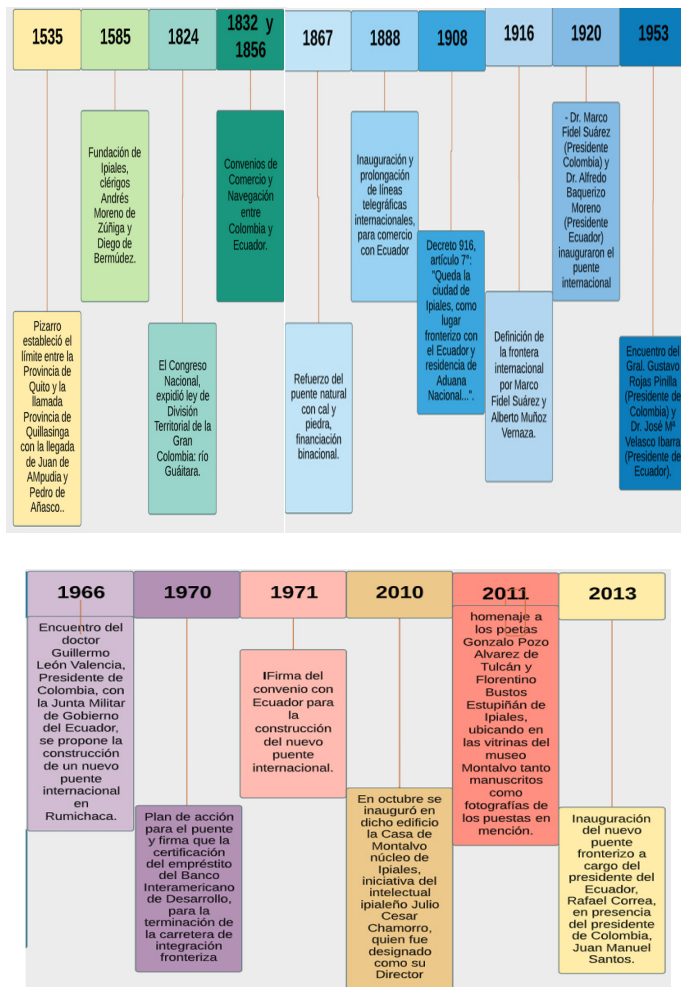 1535
Pizarro
estableció el
límite entre la
Provincia de
Quito y la
llamada
Provincia de
Quillasinga
con la llegada
de Juan de
AMpudia y
Pedro de
Añasco..
1585
Fundación de
Ipiales,
clérigos
Andrés
Moreno de
Zúñiga y
Diego de
Bermúdez.
1824
El Congreso
Nacional,
expidió ley de
División
Territorial de la
Gran
Colombia: río
Guáitara.
1832 y
1856
Convenios de
Comercio y
Navegación
entre
Colombia y
Ecuador.
1867
Refuerzo del
puente natural
con cal y
piedra,
financiación
binacional.
1888
Inauguración y
prolongación
de líneas
telegráficas
internacionales,
para comercio
con Ecuador
1908
Decreto 916,
artículo 7°:
"Queda la
ciudad de
Ipiales, como
lugar
fronterizo con
el Ecuador y
residencia de
Aduana
Nacional...".
1916
Definición de
la frontera
internacional
por Marco
Fidel Suárez y
Alberto Muñoz
Vernaza.
1920
- Dr. Marco
Fidel Suárez
(Presidente
Colombia) y
Dr. Alfredo
Baquerizo
Moreno
(Presidente
Ecuador)
inauguraron el
puente
internacional
1953
Encuentro del
Gral. Gustavo
Rojas Pinilla
(Presidente de
Colombia) y
Dr. José Mª
Velasco Ibarra
(Presidente de
Ecuador).
1966
Encuentro del
doctor
Guillermo
León Valencia,
Presidente de
Colombia, con
la Junta Militar
de Gobierno
del Ecuador,
se propone la
construcción
de un nuevo
puente
internacional
en
Rumichaca.
1970
Plan de acción
para el puente
y firma que la
certificación
del empréstito
del Banco
Interamericano
de Desarrollo,
para la
terminación de
la carretera de
integración
fronteriza
1971
IFirma del
convenio con
Ecuador para
la
construcción
del nuevo
puente
internacional.
2010
En octubre se
inauguró en
dicho edificio
la Casa de
Montalvo
núcleo de
Ipiales,
iniciativa del
intelectual
ipialeño Julio
Cesar
Chamorro,
quien fue
designado
como su
Director
2011
homenaje a
los poetas
Gonzalo Pozo
Alvarez de
Tulcán y
Florentino
Bustos
Estupiñán de
Ipiales,
ubicando en
las vitrinas del
museo
Montalvo tanto
manuscritos
como
fotografías de
los puestas en
mención.
2013
Inauguración
del nuevo
puente
fronterizo a
cargo del
presidente del
Ecuador,
Rafael Correa,
en presencia
del presidente
de Colombia,
Juan Manuel
Santos.